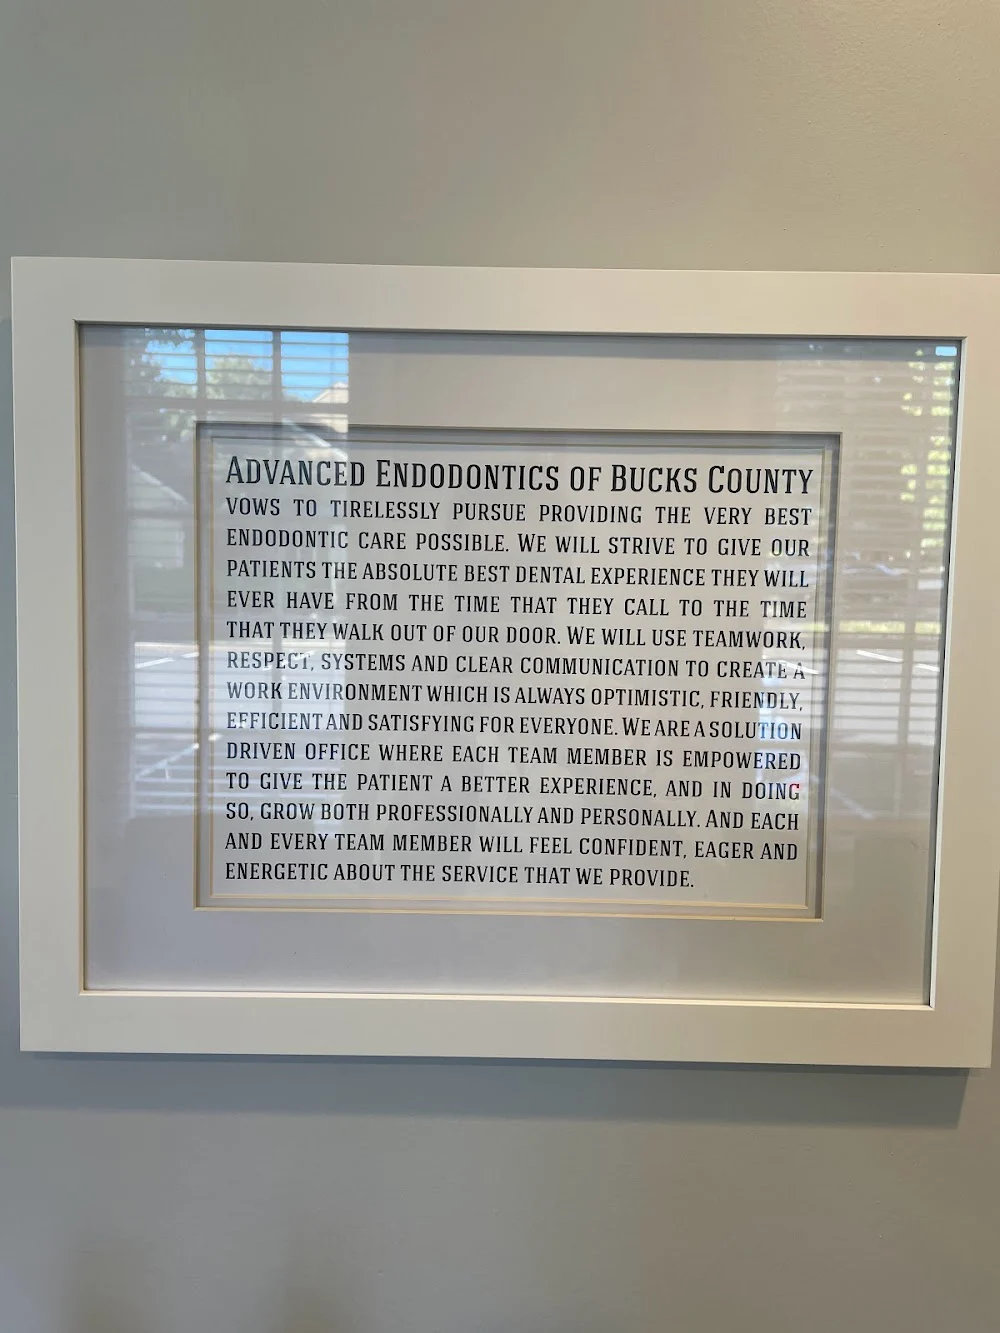 Advanced Endodontics of Bucks County
vows to tirelessly pursue providing the very best
endodontic care possible. We will strive to give our
patients the absolute best dental experience they will
ever have from the time that they call to the time
that they walk out of our door. We will use teamwork,
respect, systems and clear communication to create a
work environment which is always optimistic, friendly,
efficient and satisfying for everyone. We are a solution
driven office where each team member is empowered
to give the patient a better experience, and in doing
so, grow both professionally and personally. And each
and every team member will feel confident, eager and
energetic about the service that we provide.